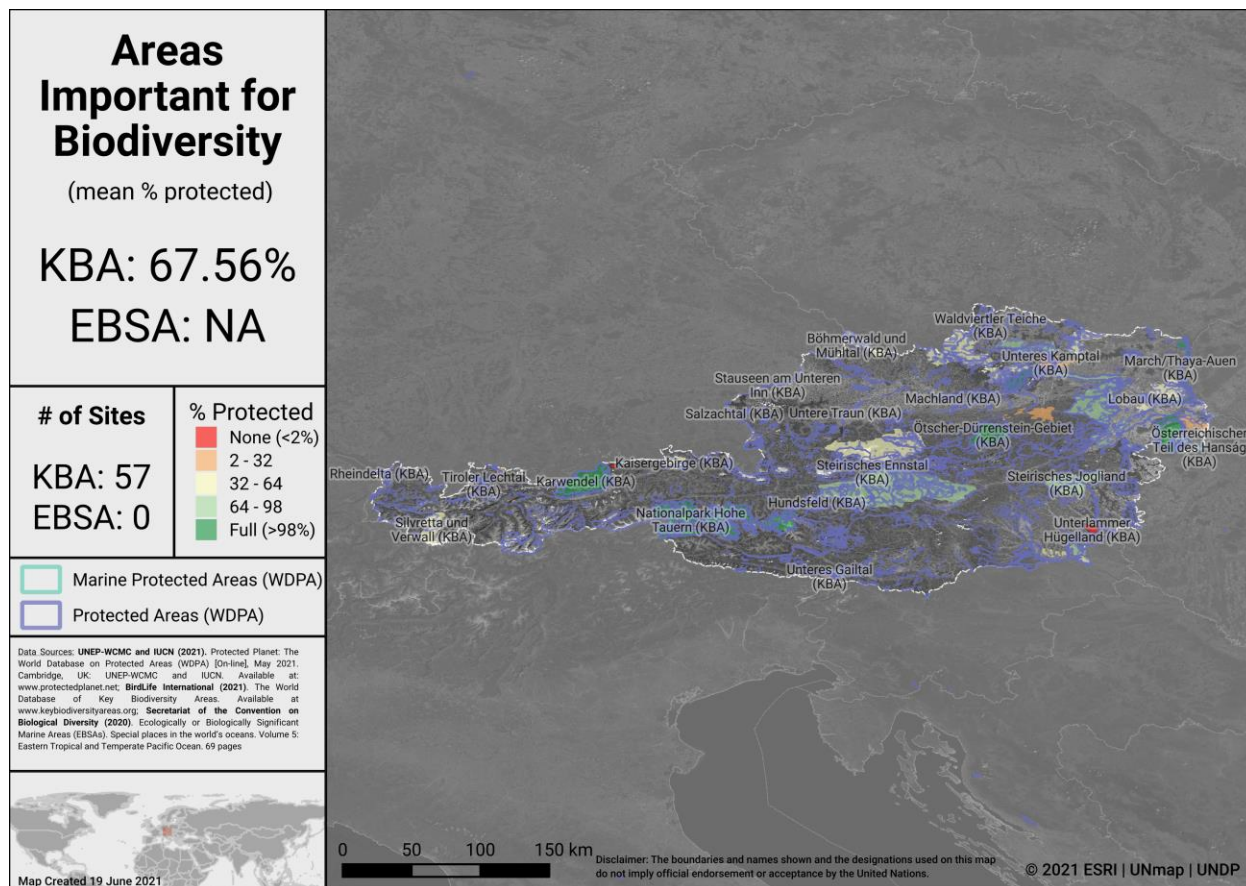 Areas
Important for
Biodiversity
(mean % protected)
KBA: 67.56%
EBSA: NA
# of Sites
KBA: 57
EBSA: 0
% Protected
None (<2%)
2 - 32
32 - 64
64 - 98
Full (>98%)
Marine Protected Areas (WDPA)
Protected Areas (WDPA)
Data Sources: UNEP-WCMC and IUCN (2021). Protected Planet: The
World Database on Protected Areas (WDPA) [On-line], May 2021.
Cambridge, UK: UNEP-WCMC and IUCN. Available at:
www.protectedplanet.net; BirdLife International (2021). The World
Database of Key Biodiversity Areas. Available at
www.keybiodiversityareas.org; Secretariat of the Convention on
Biological Diversity (2020). Ecologically or Biologically Significant
Marine Areas (EBSAs). Special places in the world's oceans. Volume 5:
Eastern Tropical and Temperate Pacific Ocean. 69 pages
Map Created 19 June 2021
Waldviertler Teiche
(KBA)
Böhmerwald und
Mühltal (KBA)
Unteres Kamptal
(KBA)
March/Thaya-Auen
(KBA)
Stauseen am Unteren
Inn (KBA)
Machland (KBA)
Lobau (KBA)
Salzachtal (KBA)
Untere Traun (KBA)
Ötscher-Dürrenstein-Gebiet
(KBA)
Österreichischer
Teil des Hanság
(KBA)
Rheindelta (KBA)
Tiroler Lechtal
(KBA)
Kaisergebirge (KBA)
Karwendel (KBA)
Steirisches Ennstal
(KBA)
Steirisches Joglland
(KBA)
Hundsfeld (KBA)
Nationalpark Hohe
Tauern (KBA)
Silvretta und
Verwall (KBA)
Unterlammer
Hügelland (KBA)
Unteres Gailtal
(KBA)
0 50 100 150 km
Disclaimer: The boundaries and names shown and the designations used on this map
do not imply official endorsement or acceptance by the United Nations.
© 2021 ESRI | UNmap | UNDP